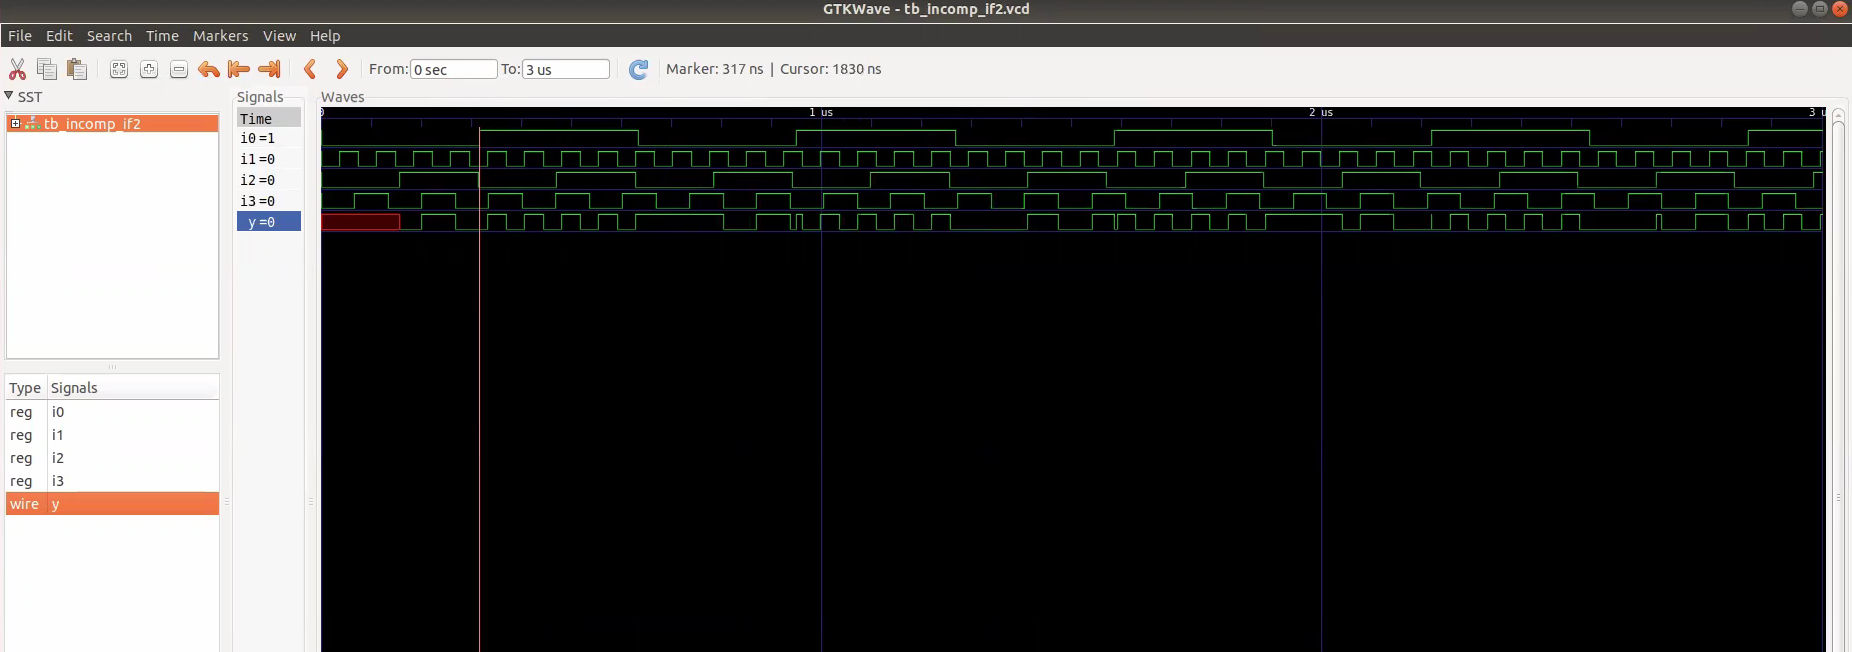 GTKWave - tb_incomp_if2.vcd
File Edit Search Time Markers View Help
From: 0 sec To: 3 us Marker: 317 ns | Cursor: 1830 ns
SST
tb_incomp_if2
Type Signals
reg i0
reg i1
reg i2
reg i3
wire y
Signals
Time
i0=1
i1=0
i2=0
i3=0
y=0
Waves
0 1 us 2 us 3 u